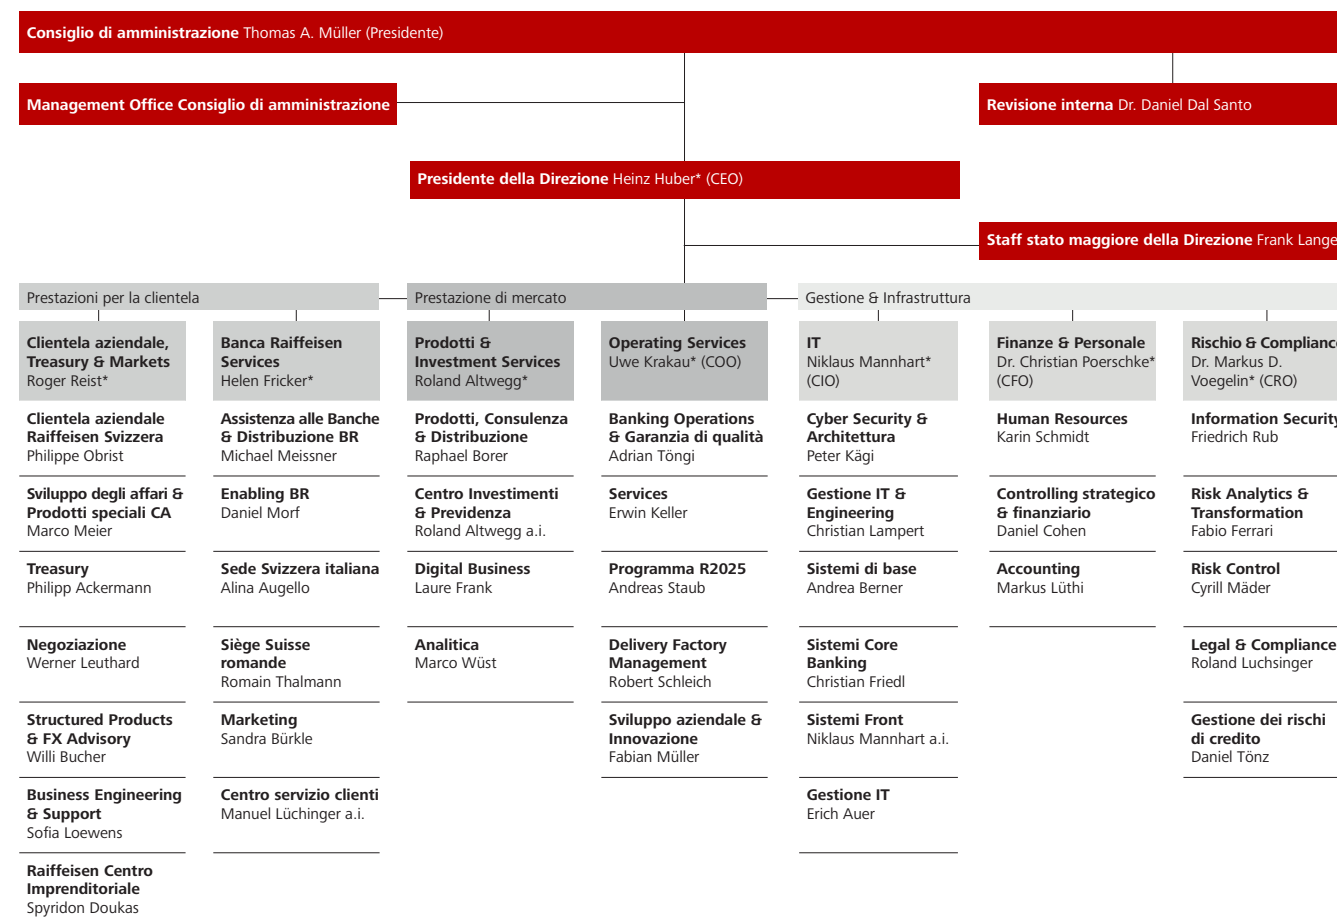 Consiglio di amministrazione Thomas A. Müller (Presidente)
Management Office Consiglio di amministrazione
Revisione interna Dr. Daniel Dal Santo
Presidente della Direzione Heinz Huber* (CEO)
Staff stato maggiore della Direzione Frank Lange
Prestazioni per la clientela
Prestazione di mercato
Gestione & Infrastruttura
Clientela aziendale,
Treasury & Markets
Roger Reist*
Clientela aziendale
Raiffeisen Svizzera
Philippe Obrist
Sviluppo degli affari &
Prodotti speciali CA
Marco Meier
Treasury
Philipp Ackermann
Negoziazione
Werner Leuthard
Structured Products
& FX Advisory
Willi Bucher
Business Engineering
& Support
Sofia Loewens
Raiffeisen Centro
Imprenditoriale
Spyridon Doukas
Banca Raiffeisen
Services
Helen Fricker*
Assistenza alle Banche
& Distribuzione BR
Michael Meissner
Enabling BR
Daniel Morf
Sede Svizzera italiana
Alina Augello
Siège Suisse
romande
Romain Thalmann
Marketing
Sandra Bürkle
Centro servizio clienti
Manuel Lüchinger a.i.
Prodotti &
Investment Services
Roland Altwegg*
Prodotti, Consulenza
& Distribuzione
Raphael Borer
Centro Investimenti
& Previdenza
Roland Altwegg a.i.
Digital Business
Laure Frank
Analitica
Marco Wüst
Operating Services
Uwe Krakau* (COO)
Banking Operations
& Garanzia di qualità
Adrian Töngi
Services
Erwin Keller
Programma R2025
Andreas Staub
Delivery Factory
Management
Robert Schleich
Sviluppo aziendale &
Innovazione
Fabian Müller
IT
Niklaus Mannhart*
(CIO)
Cyber Security &
Architettura
Peter Kägi
Gestione IT &
Engineering
Christian Lampert
Sistemi di base
Andrea Berner
Sistemi Core
Banking
Christian Friedl
Sistemi Front
Niklaus Mannhart a.i.
Gestione IT
Erich Auer
Finanze & Personale
Dr. Christian Poerschke*
(CFO)
Human Resources
Karin Schmidt
Controlling strategico
& finanziario
Daniel Cohen
Accounting
Markus Lüthi
Rischio & Compliance
Dr. Markus D.
Voegelin* (CRO)
Information Security
Friedrich Rub
Risk Analytics &
Transformation
Fabio Ferrari
Risk Control
Cyrill Mäder
Legal & Compliance
Roland Luchsinger
Gestione dei rischi
di credito
Daniel Tönz